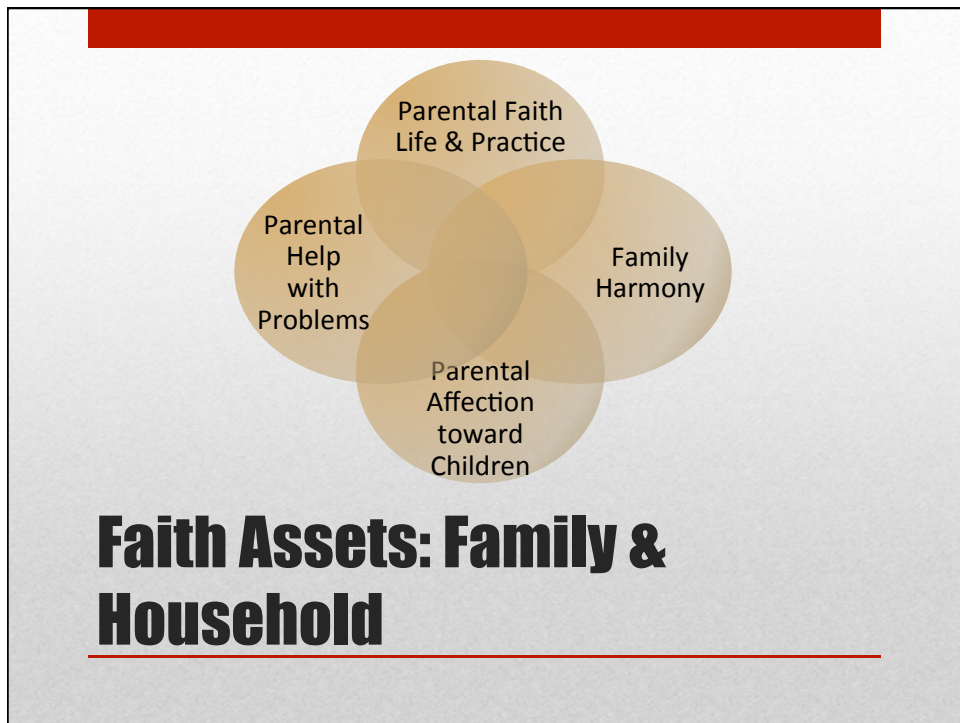 Parental Faith
Life & Practice
Parental
Help
with
Problems
Family
Harmony
Parental
Affection
toward
Children
Faith Assets: Family &
Household